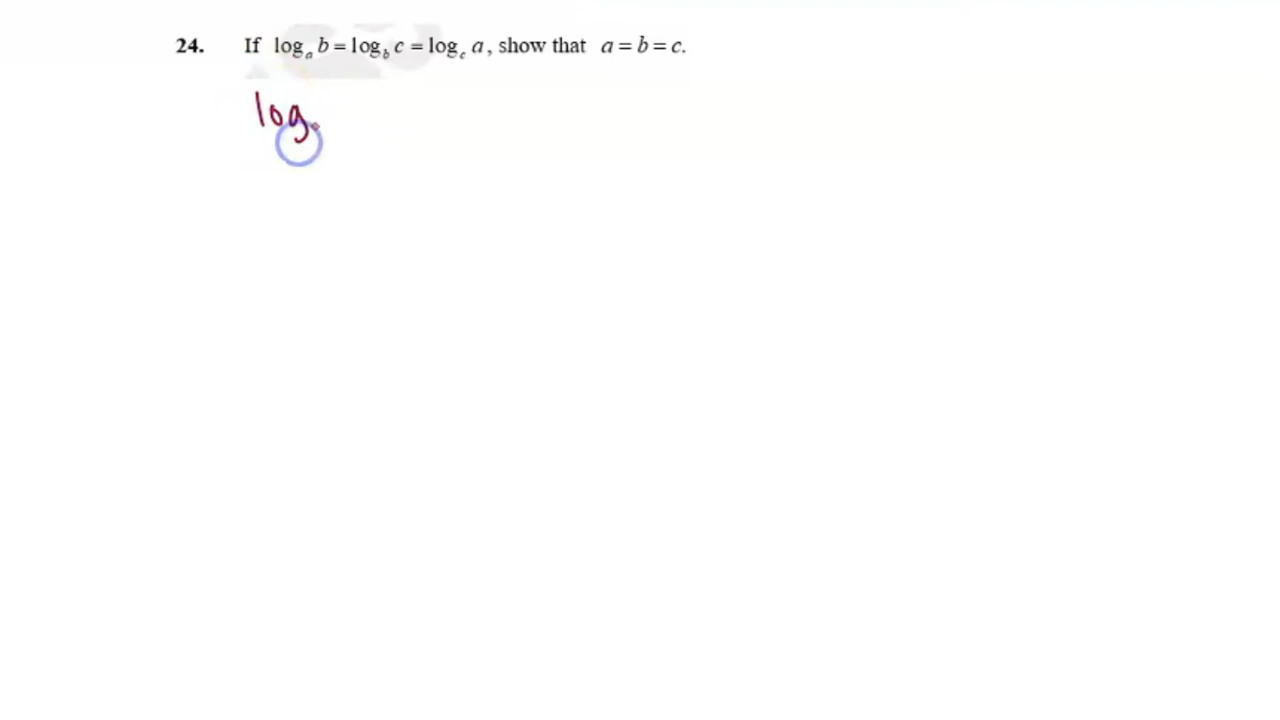 24. If log_a b = log_b c = log_c a, show that a = b = c.
log